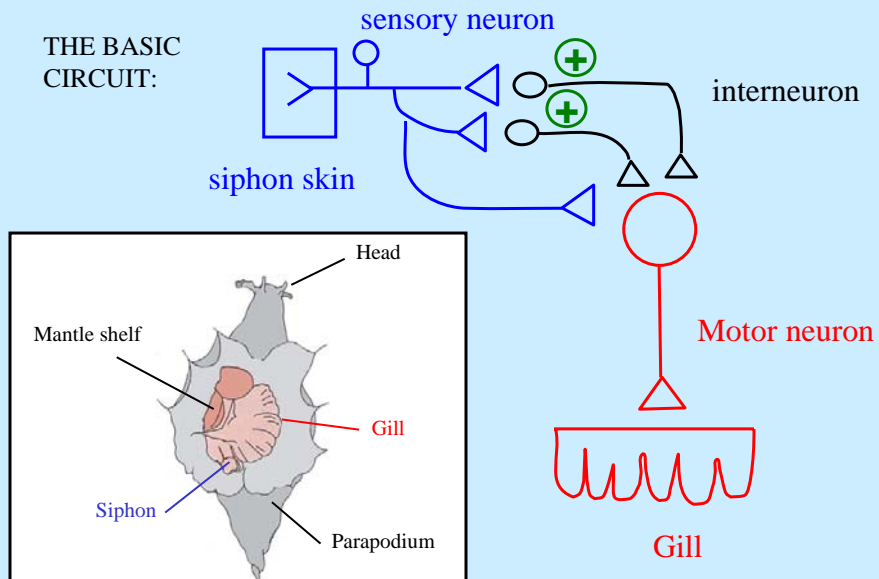 sensory neuron
THE BASIC
CIRCUIT:
+
+
interneuron
siphon skin
Head
Mantle shelf
Motor neuron
Gill
Siphon
Parapodium
Gill